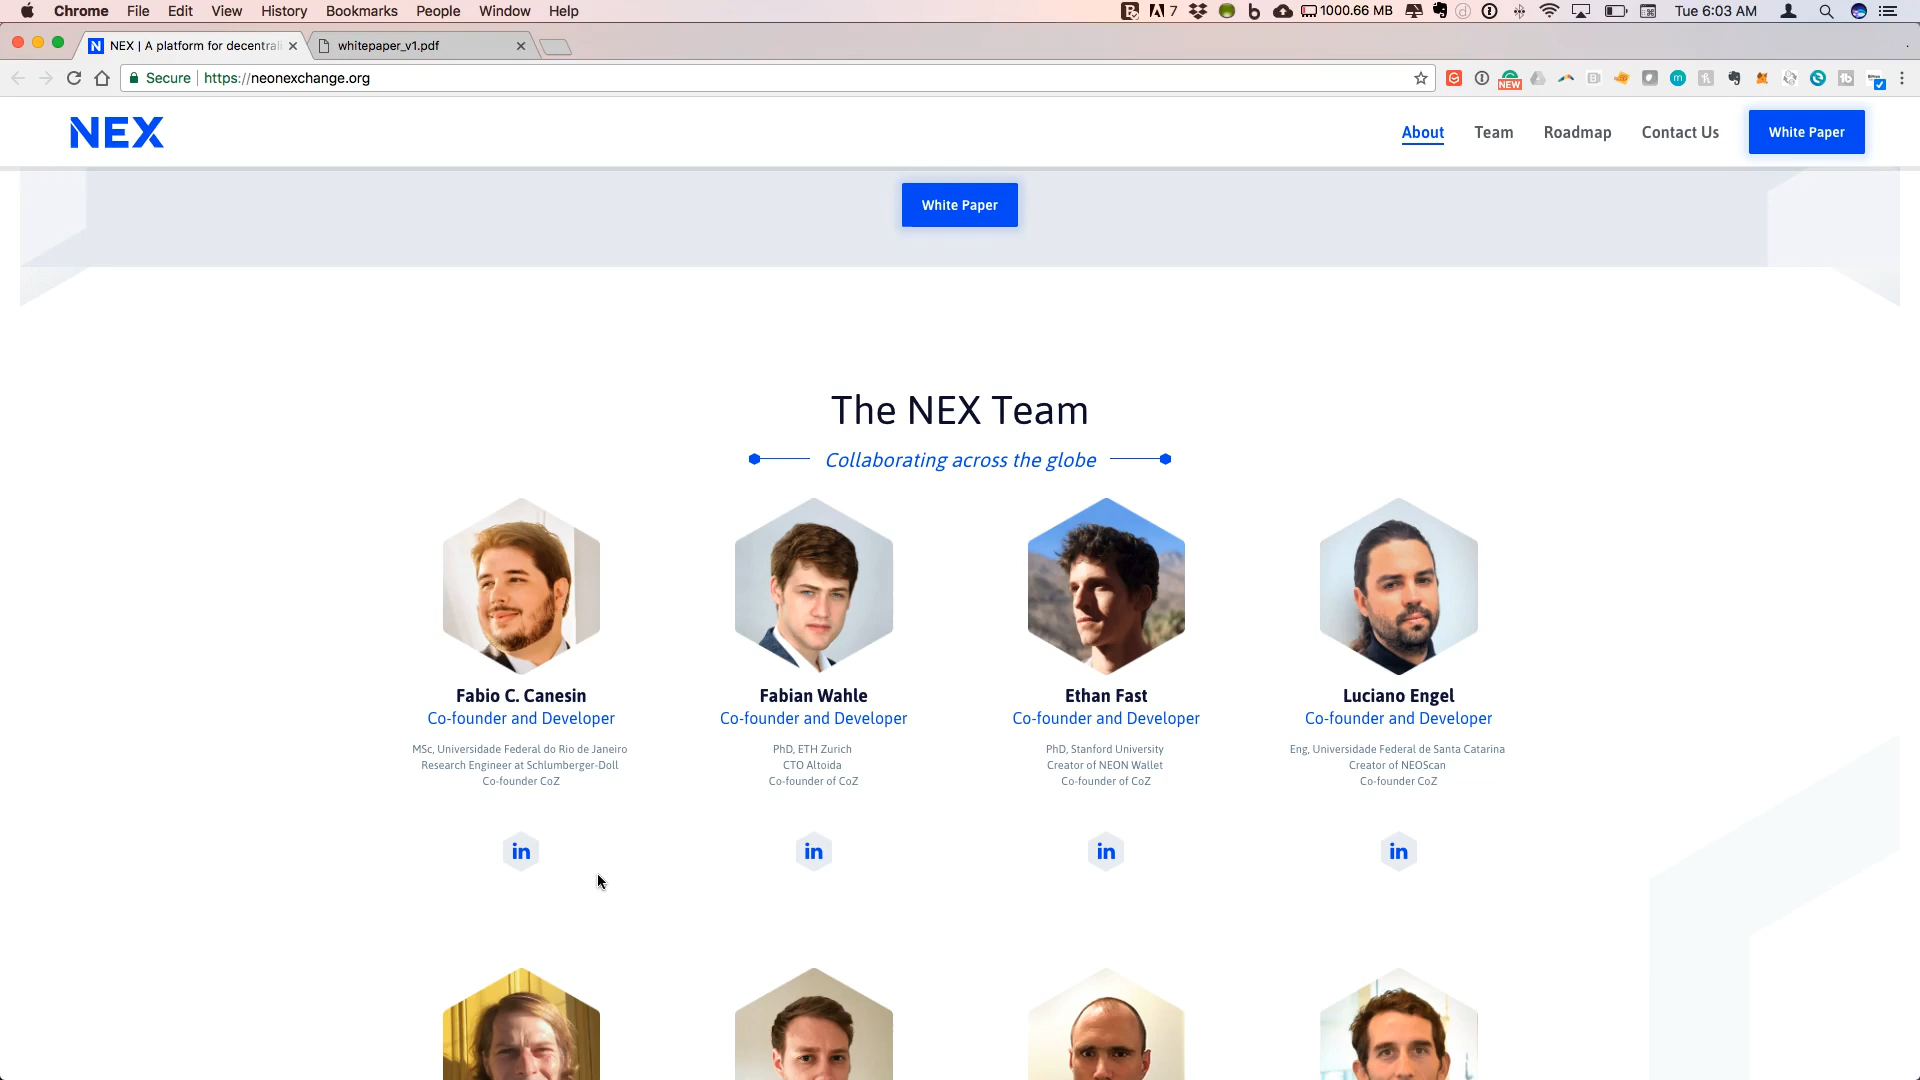 Chrome File Edit View History Bookmarks People Window Help 7 1000.66 MB Tue 6:03 AM
NEX | A platform for decentrali whitepaper_v1.pdf
Secure https://neonexchange.org
NEW
NEX About Team Roadmap Contact Us White Paper
White Paper
The NEX Team
Collaborating across the globe
Fabio C. Canesin
Co-founder and Developer
MSc, Universidade Federal do Rio de Janeiro
Research Engineer at Schlumberger-Doll
Co-founder CoZ
in
Fabian Wahle
Co-founder and Developer
PhD, ETH Zurich
CTO Altoida
Co-founder of CoZ
in
Ethan Fast
Co-founder and Developer
PhD, Stanford University
Creator of NEON Wallet
Co-founder of CoZ
in
Luciano Engel
Co-founder and Developer
Eng, Universidade Federal de Santa Catarina
Creator of NEOScan
Co-founder CoZ
in